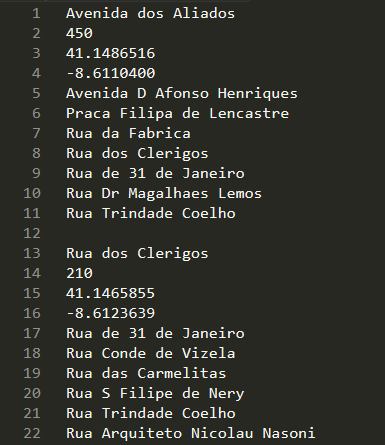 1 Avenida dos Aliados
2 450
3 41.1486516
4 -8.6110400
5 Avenida D Afonso Henriques
6 Praca Filipa de Lencastre
7 Rua da Fabrica
8 Rua dos Clerigos
9 Rua de 31 de Janeiro
10 Rua Dr Magalhaes Lemos
11 Rua Trindade Coelho
12
13 Rua dos Clerigos
14 210
15 41.1465855
16 -8.6123639
17 Rua de 31 de Janeiro
18 Rua Conde de Vizela
19 Rua das Carmelitas
20 Rua S Filipe de Nery
21 Rua Trindade Coelho
22 Rua Arquiteto Nicolau Nasoni